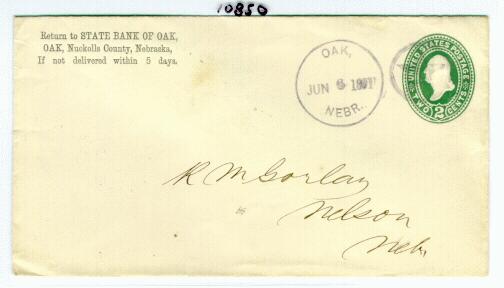 10850
Return to STATE BANK OF OAK,
OAK, Nuckolls County, Nebraska,
If not delivered within 5 days.
OAK,
JUN 6
NEBR.
UNITED STATES POSTAGE
TWO 2 CENTS
R M Gorlay
Nelson
Nebr